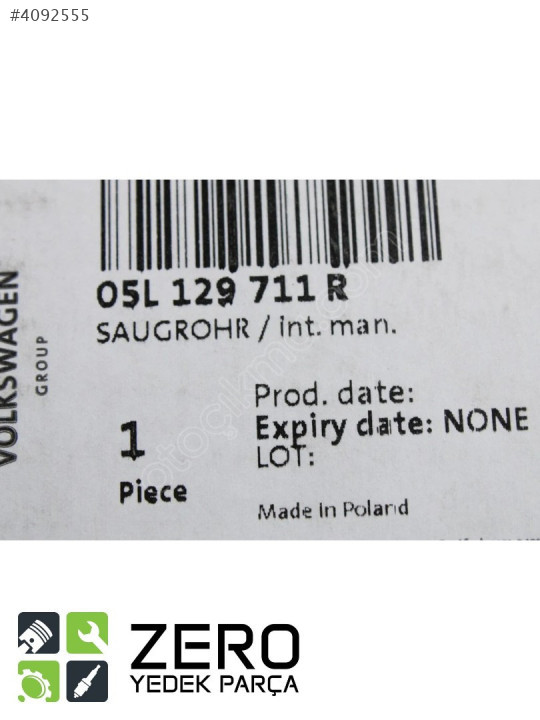 #4092555
VOLKSWAGEN
GROUP
05L 129 711 R
SAUGROHR / int. man.
1
Piece
Prod. date:
Expiry date: NONE
LOT:
Made in Poland
ZERO
YEDEK PARÇA